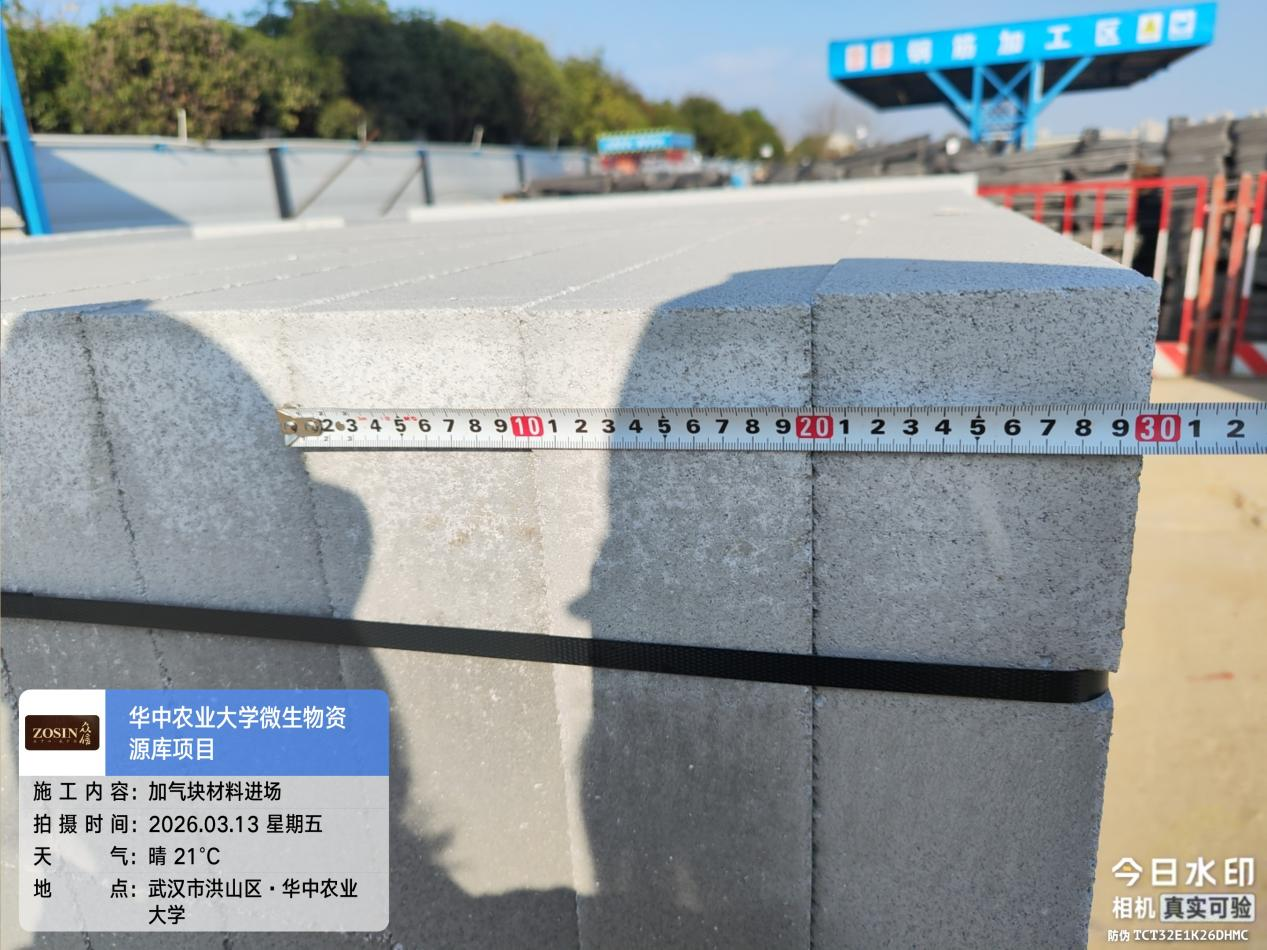 钢筋加工区
2 3 4 5 6 7 8 9 10 1 2 3 4 5 6 7 8 9 20 1 2 3 4 5 6 7 8 9 30 1 2
ZOSIN 众信
华中农业大学微生物资
源库项目
施工内容：加气块材料进场
拍摄时间：2026.03.13 星期五
天气：晴 21℃
地点：武汉市洪山区·华中农业
大学
今日水印
相机 真实可验
防伪 TCT32E1K26DHMC